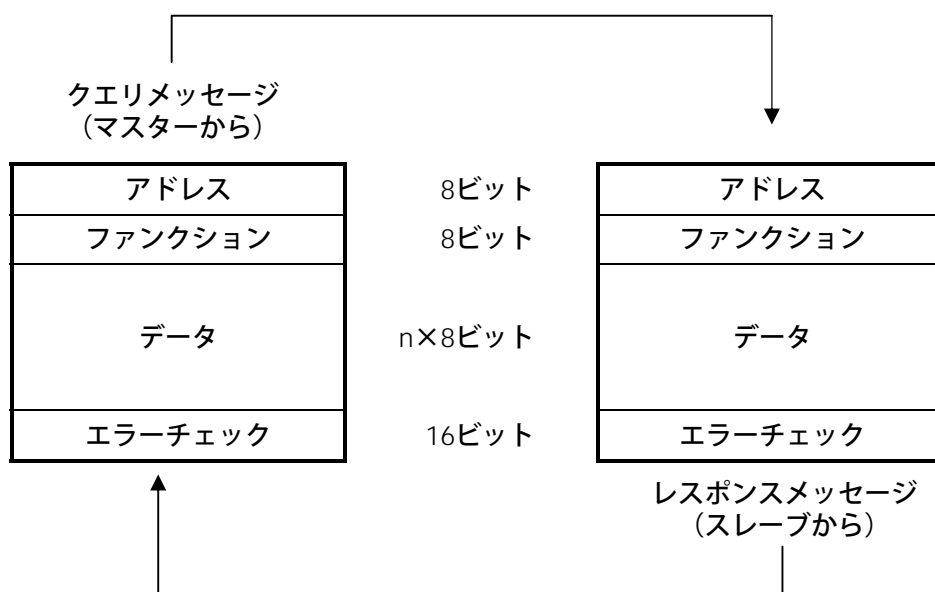 クエリメッセージ
（マスターから）
アドレス 8ビット アドレス
ファンクション 8ビット ファンクション
データ n×8ビット データ
エラーチェック 16ビット エラーチェック
レスポンスメッセージ
（スレーブから）